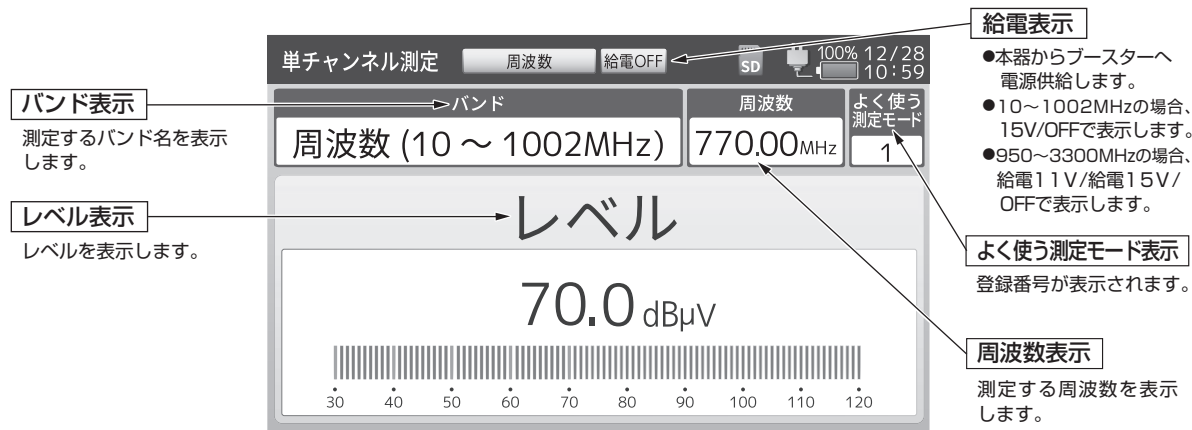 給電表示
●本器からブースターへ
電源供給します。
●10〜1002MHzの場合、
15V/OFFで表示します。
●950〜3300MHzの場合、
給電11V/給電15V/
OFFで表示します。
バンド表示
測定するバンド名を表示
します。
レベル表示
レベルを表示します。
単チャンネル測定 周波数 給電OFF SD 100% 12/28
10:59
バンド 周波数 よく使う
測定モード
周波数 (10 〜 1002MHz) 770.00MHz 1
レベル
70.0 dBμV
30 40 50 60 70 80 90 100 110 120
よく使う測定モード表示
登録番号が表示されます。
周波数表示
測定する周波数を表示
します。